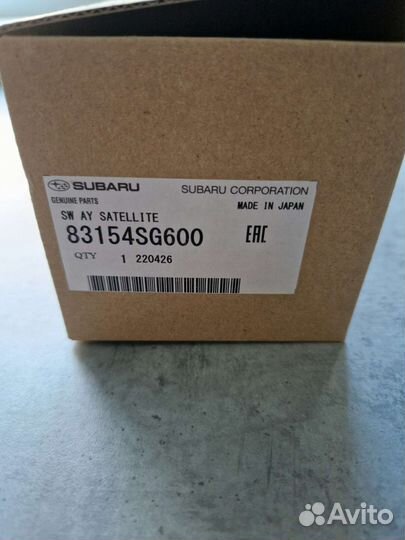 SUBARU
SUBARU CORPORATION
GENUINE PARTS
MADE IN JAPAN
SW AY SATELLITE
83154SG600
EAC
QTY 1 220426
Avito